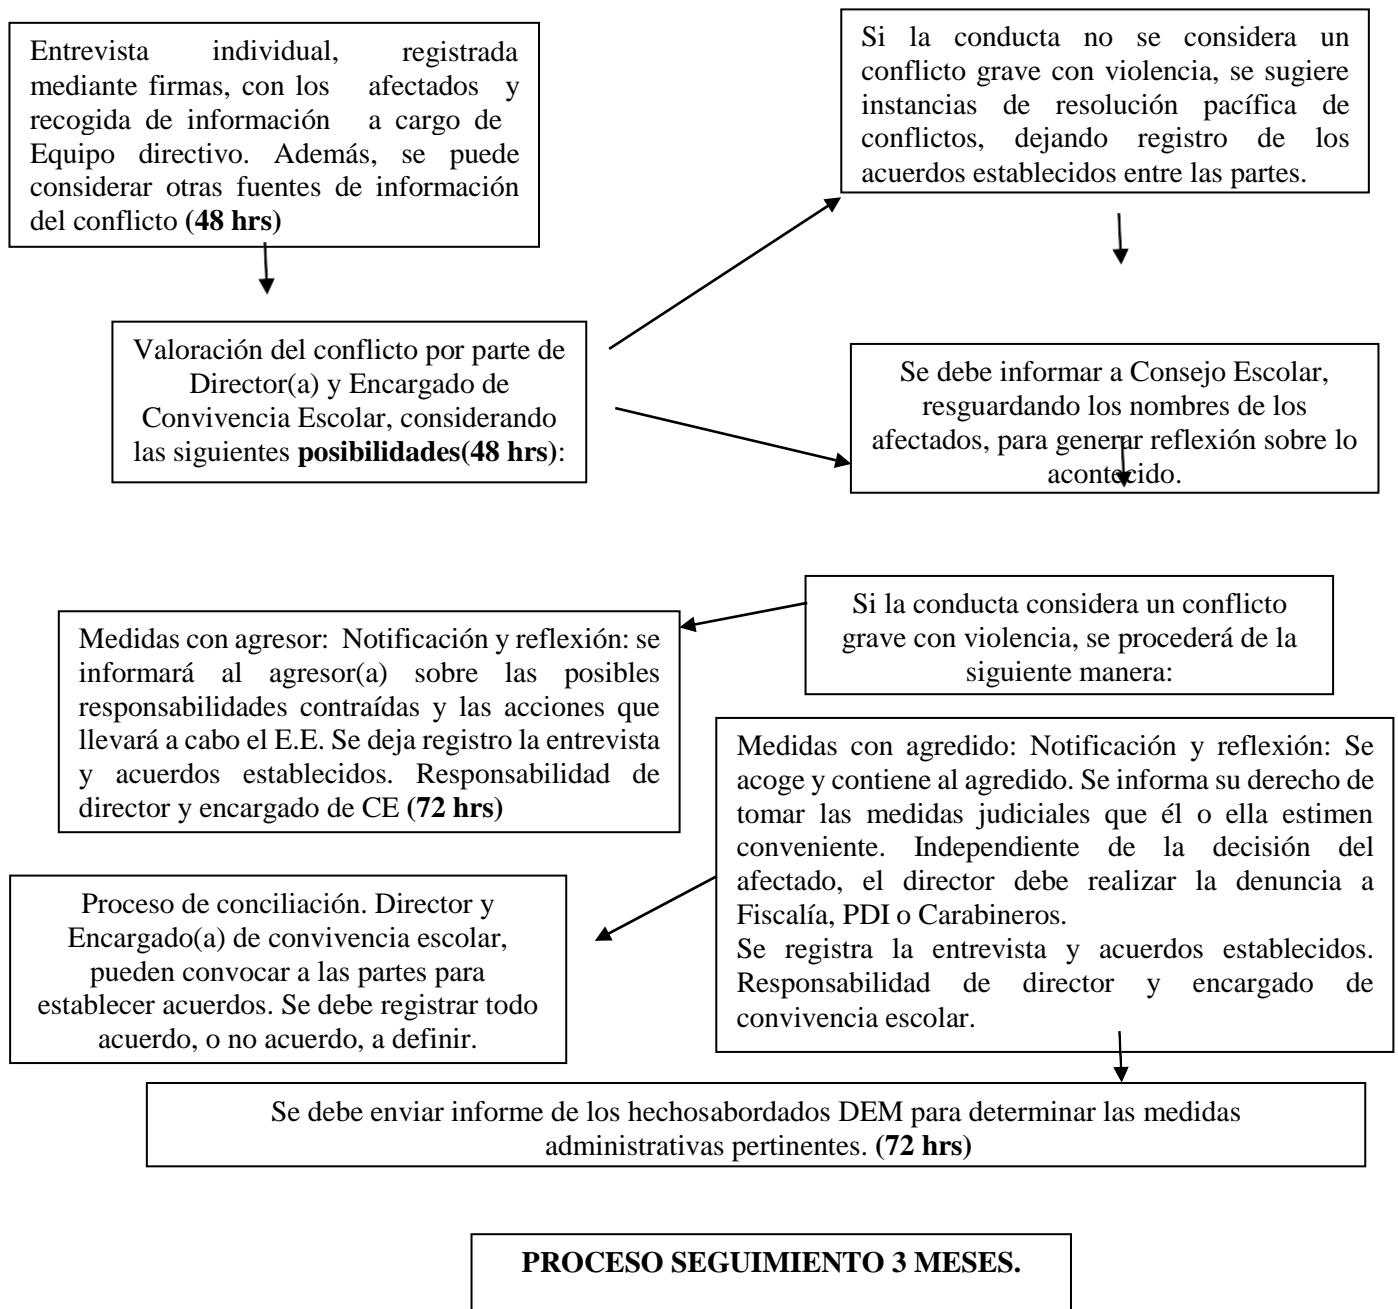 Entrevista individual, registrada
mediante firmas, con los afectados y
recogida de información a cargo de
Equipo directivo. Además, se puede
considerar otras fuentes de información
del conflicto (48 hrs)
Si la conducta no se considera un
conflicto grave con violencia, se sugiere
instancias de resolución pacífica de
conflictos, dejando registro de los
acuerdos establecidos entre las partes.
Valoración del conflicto por parte de
Director(a) y Encargado de
Convivencia Escolar, considerando
las siguientes posibilidades(48 hrs):
Se debe informar a Consejo Escolar,
resguardando los nombres de los
afectados, para generar reflexión sobre lo
acontecido.
Si la conducta considera un conflicto
grave con violencia, se procederá de la
siguiente manera:
Medidas con agresor: Notificación y reflexión: se
informará al agresor(a) sobre las posibles
responsabilidades contraídas y las acciones que
llevará a cabo el E.E. Se deja registro la entrevista
y acuerdos establecidos. Responsabilidad de
director y encargado de CE (72 hrs)
Medidas con agredido: Notificación y reflexión: Se
acoge y contiene al agredido. Se informa su derecho de
tomar las medidas judiciales que él o ella estimen
conveniente. Independiente de la decisión del
afectado, el director debe realizar la denuncia a
Fiscalía, PDI o Carabineros.
Se registra la entrevista y acuerdos establecidos.
Responsabilidad de director y encargado de
convivencia escolar.
Proceso de conciliación. Director y
Encargado(a) de convivencia escolar,
pueden convocar a las partes para
establecer acuerdos. Se debe registrar todo
acuerdo, o no acuerdo, a definir.
Se debe enviar informe de los hechosabordados DEM para determinar las medidas
administrativas pertinentes. (72 hrs)
PROCESO SEGUIMIENTO 3 MESES.